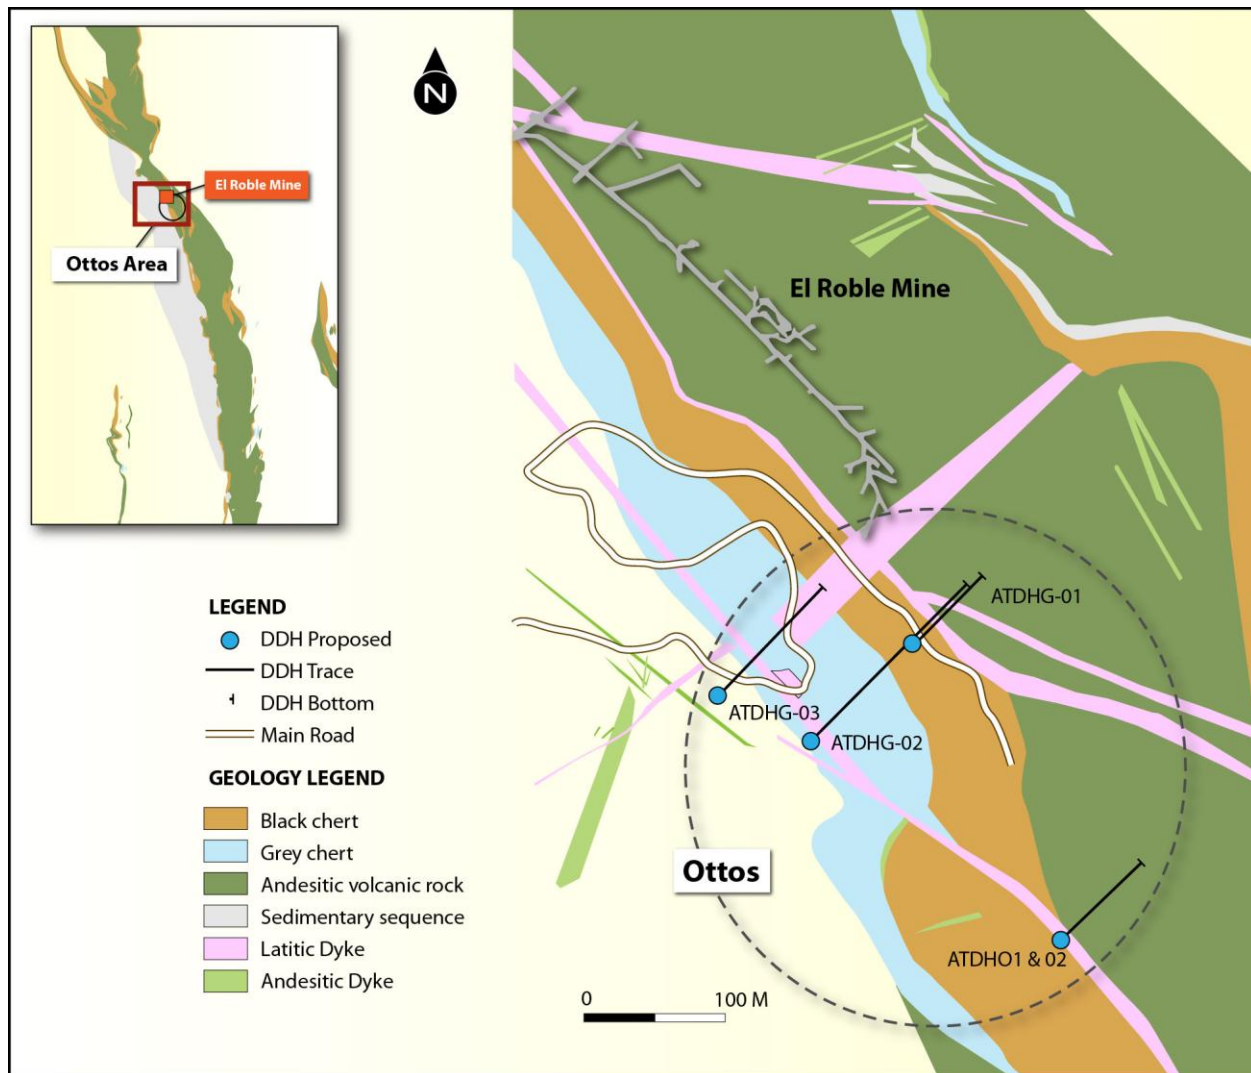 El Roble Mine
Ottos Area
N
El Roble Mine
LEGEND
DDH Proposed
DDH Trace
DDH Bottom
Main Road
GEOLOGY LEGEND
Black chert
Grey chert
Andesitic volcanic rock
Sedimentary sequence
Latitic Dyke
Andesitic Dyke
ATDHG-01
ATDHG-03
ATDHG-02
Ottos
ATDHO1 & 02
0 100 M